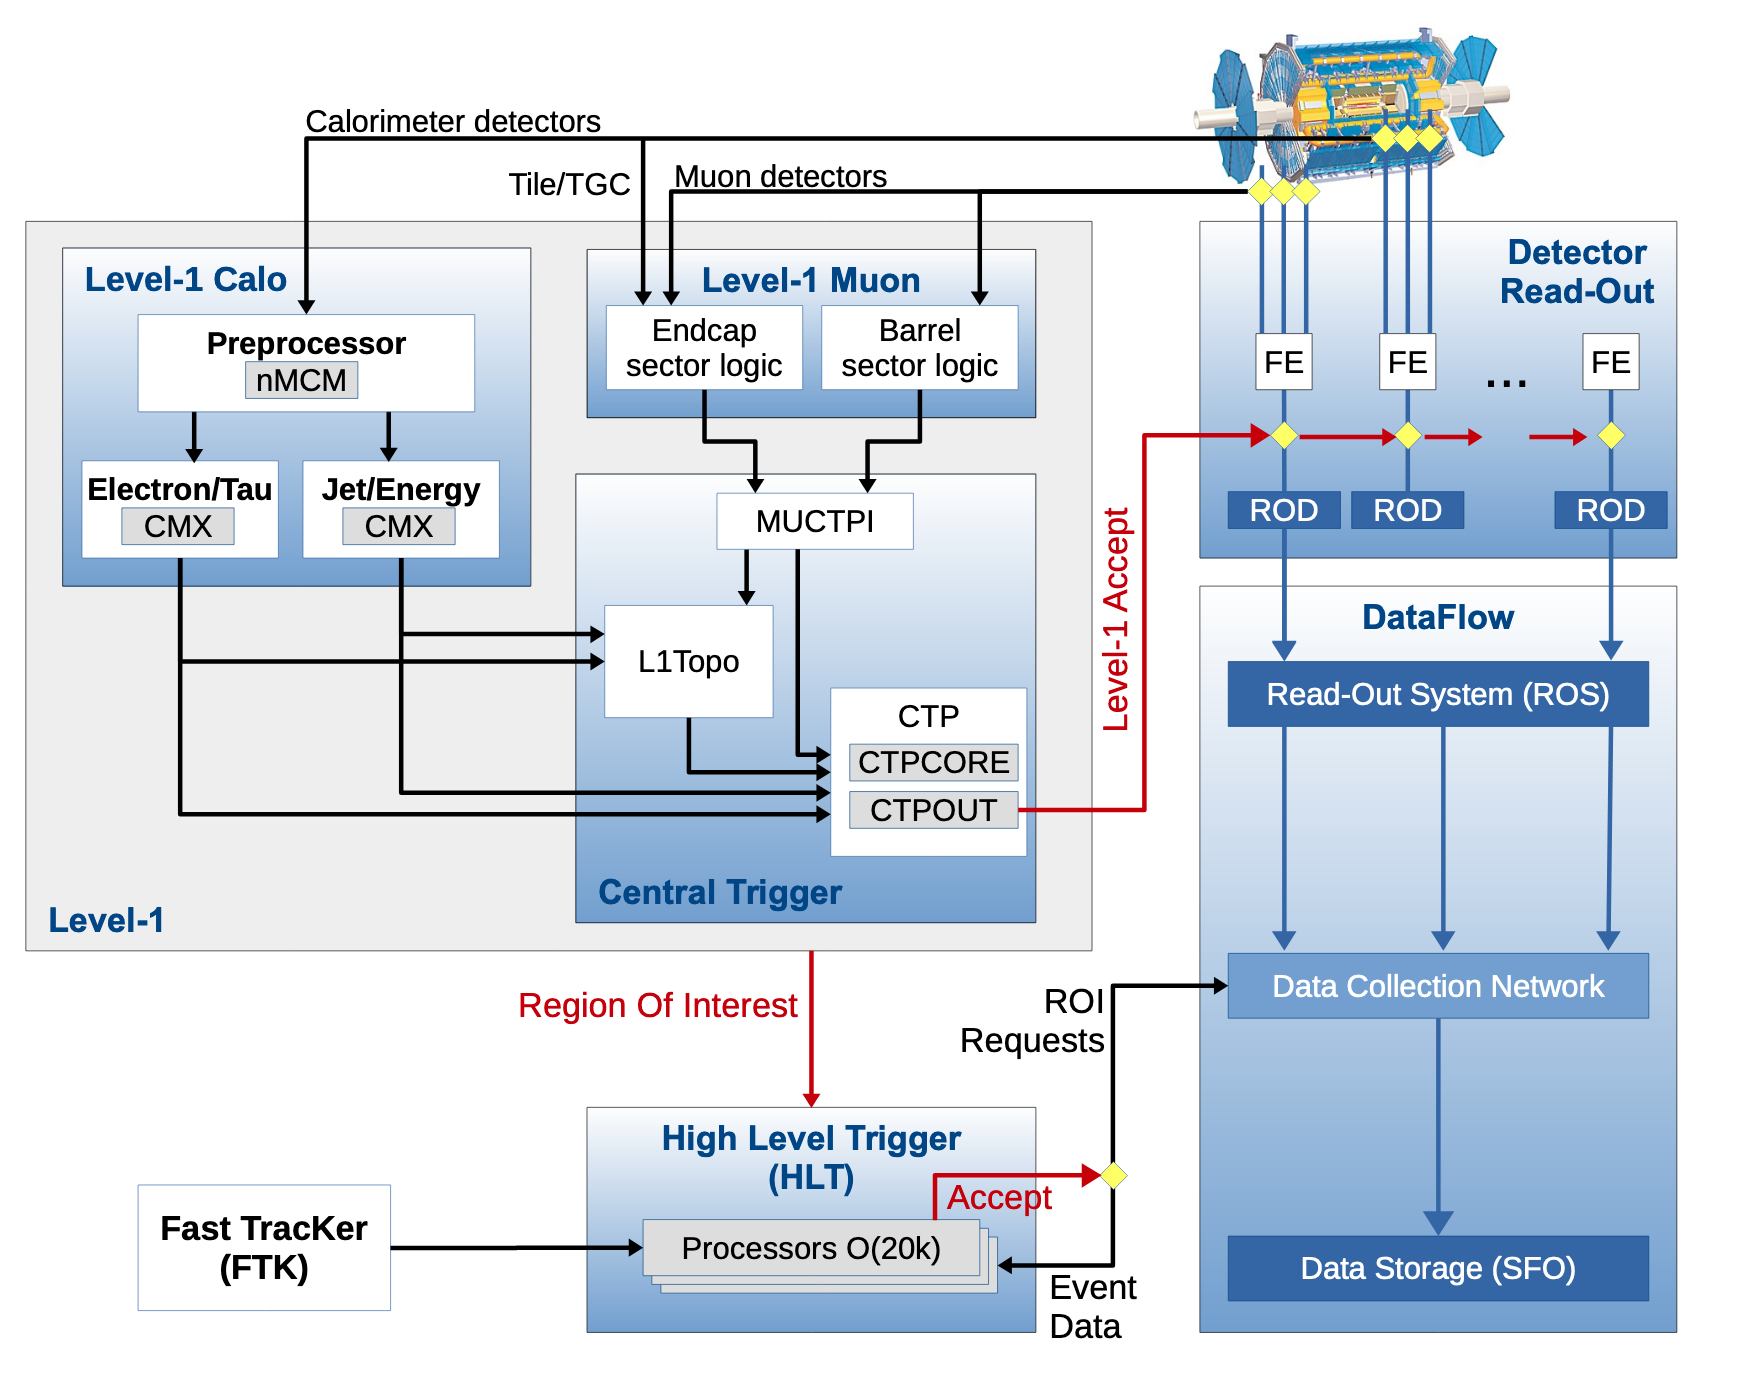 Calorimeter detectors
Tile/TGC
Muon detectors
Level-1 Calo
Preprocessor
nMCM
Electron/Tau
CMX
Jet/Energy
CMX
Level-1 Muon
Endcap
sector logic
Barrel
sector logic
MUCTPI
L1Topo
CTP
CTPCORE
CTPOUT
Central Trigger
Level-1
Level-1 Accept
Detector
Read-Out
FE
FE
...
FE
ROD
ROD
ROD
DataFlow
Read-Out System (ROS)
Data Collection Network
Data Storage (SFO)
Region Of Interest
ROI
Requests
High Level Trigger
(HLT)
Accept
Processors O(20k)
Event
Data
Fast TracKer
(FTK)